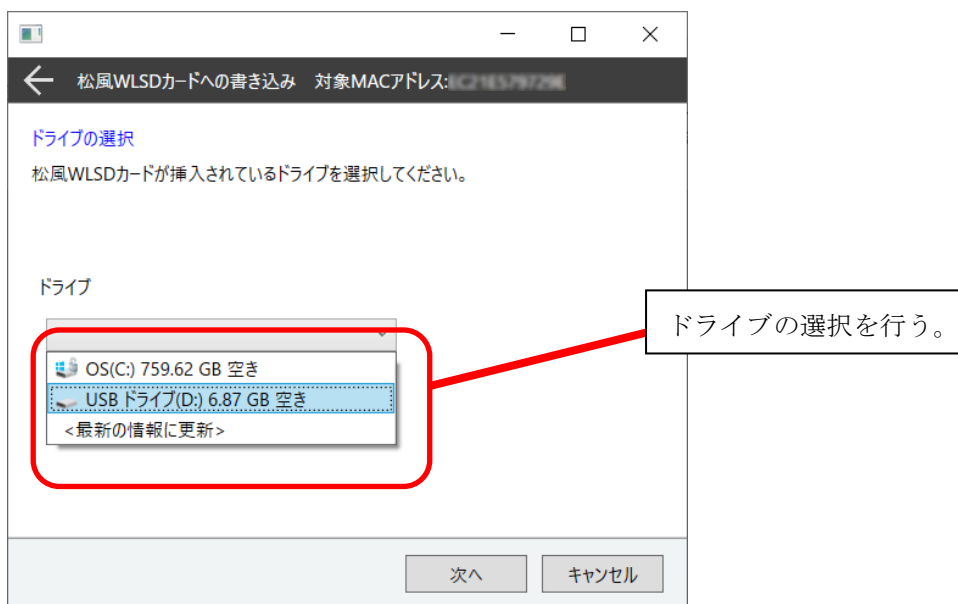 松風WLSDカードへの書き込み 対象MACアドレス:
ドライブの選択
松風WLSDカードが挿入されているドライブを選択してください。
ドライブ
ドライブの選択を行う。
OS(C:) 759.62 GB 空き
USB ドライブ(D:) 6.87 GB 空き
<最新の情報に更新>
次へ
キャンセル